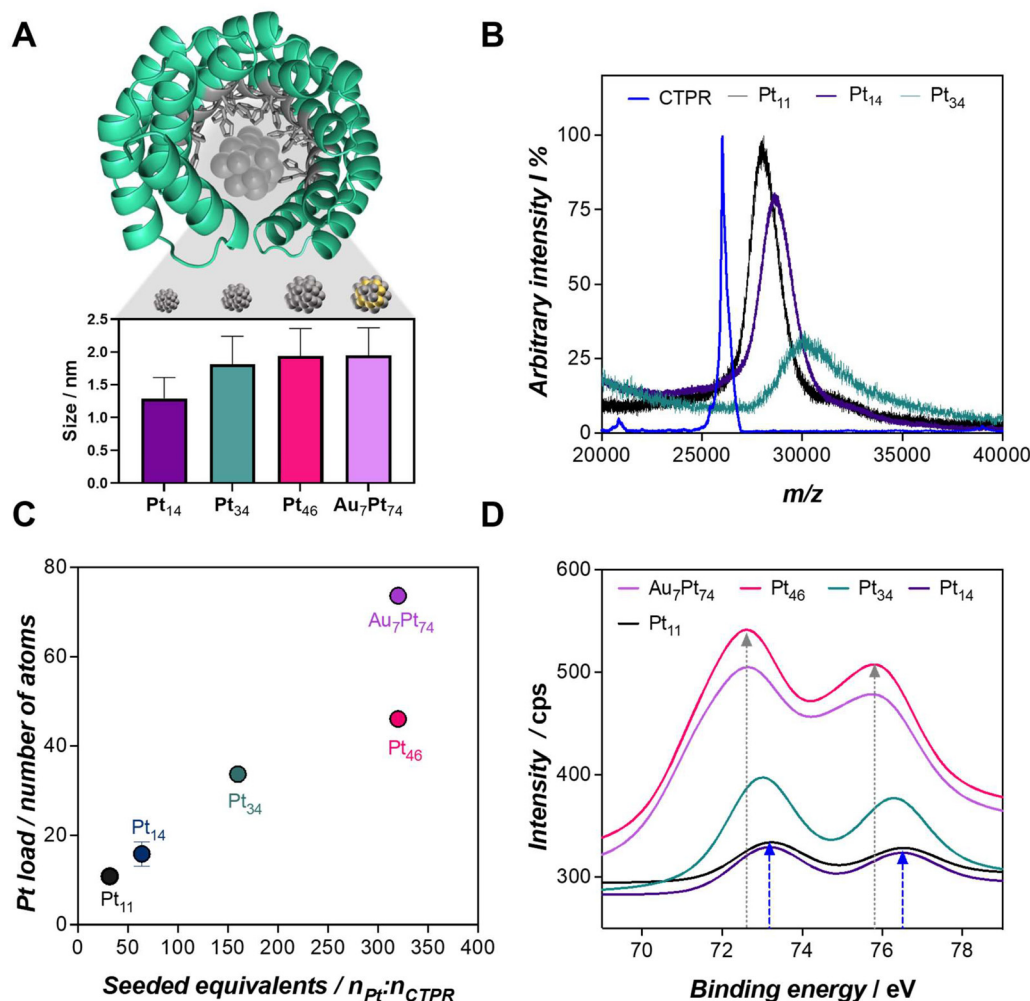 A
2.5
2.0
1.5
1.0
0.5
0.0
Size / nm
Pt14
Pt34
Pt46
Au7Pt74
B
CTPR
Pt11
Pt14
Pt34
100
75
50
25
0
Arbitrary intensity I %
20000
25000
30000
35000
40000
m/z
C
80
60
40
20
0
Pt load / number of atoms
Au7Pt74
Pt46
Pt34
Pt14
Pt11
0
50
100
150
200
250
300
350
400
Seeded equivalents / nPt:nCTPR
D
Au7Pt74
Pt46
Pt34
Pt14
Pt11
600
500
400
300
Intensity / cps
70
72
74
76
78
Binding energy / eV